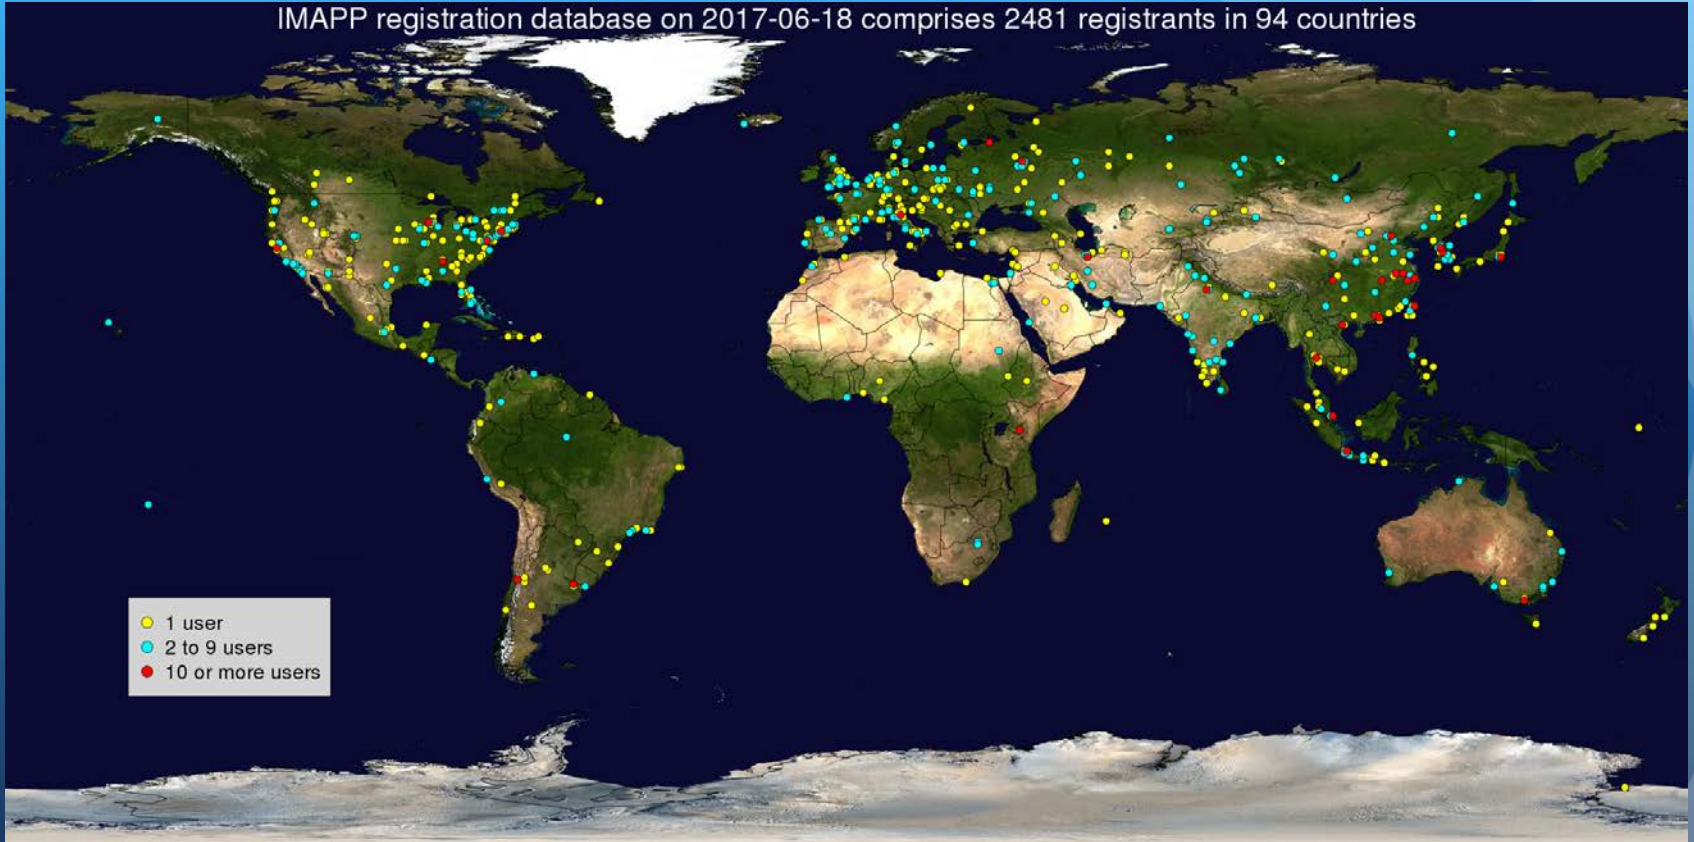 IMAPP registration database on 2017-06-18 comprises 2481 registrants in 94 countries
1 user
2 to 9 users
10 or more users